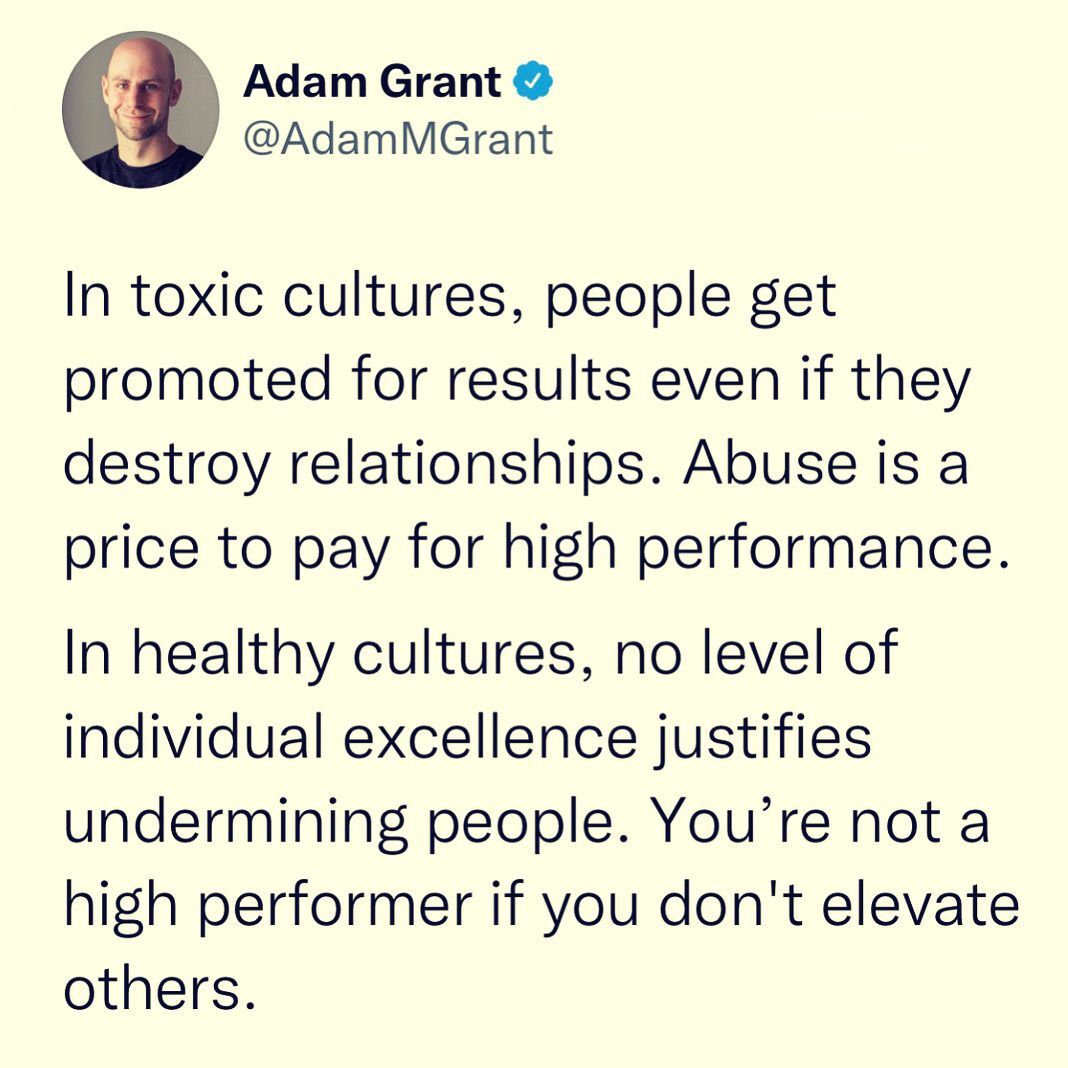 Adam Grant
@AdamMGrant
In toxic cultures, people get
promoted for results even if they
destroy relationships. Abuse is a
price to pay for high performance.
In healthy cultures, no level of
individual excellence justifies
undermining people. You’re not a
high performer if you don't elevate
others.